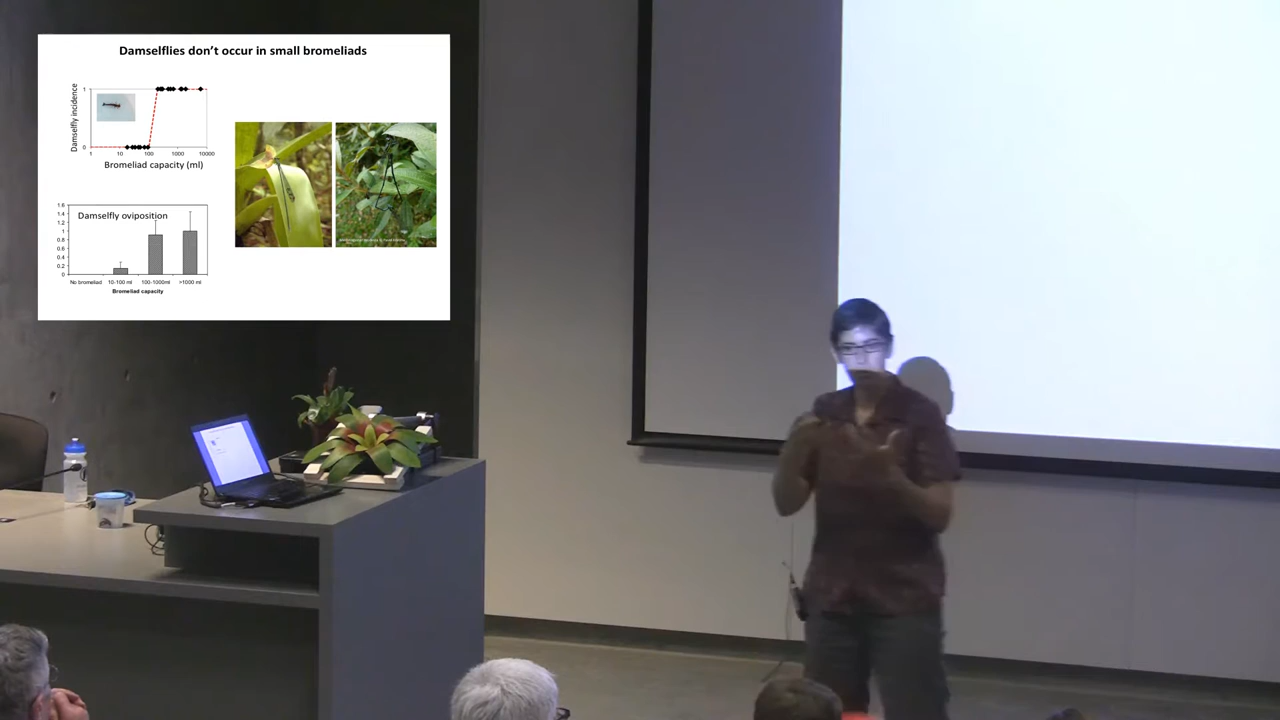 Damselflies don't occur in small bromeliads
Damselfly incidence
1
0
1 10 100 1000 10000
Bromeliad capacity (ml)
Damselfly oviposition
1.6
1.4
1.2
1
0.8
0.6
0.4
0.2
0
No bromeliad 10-100 ml 100-1000ml >1000 ml
Bromeliad capacity